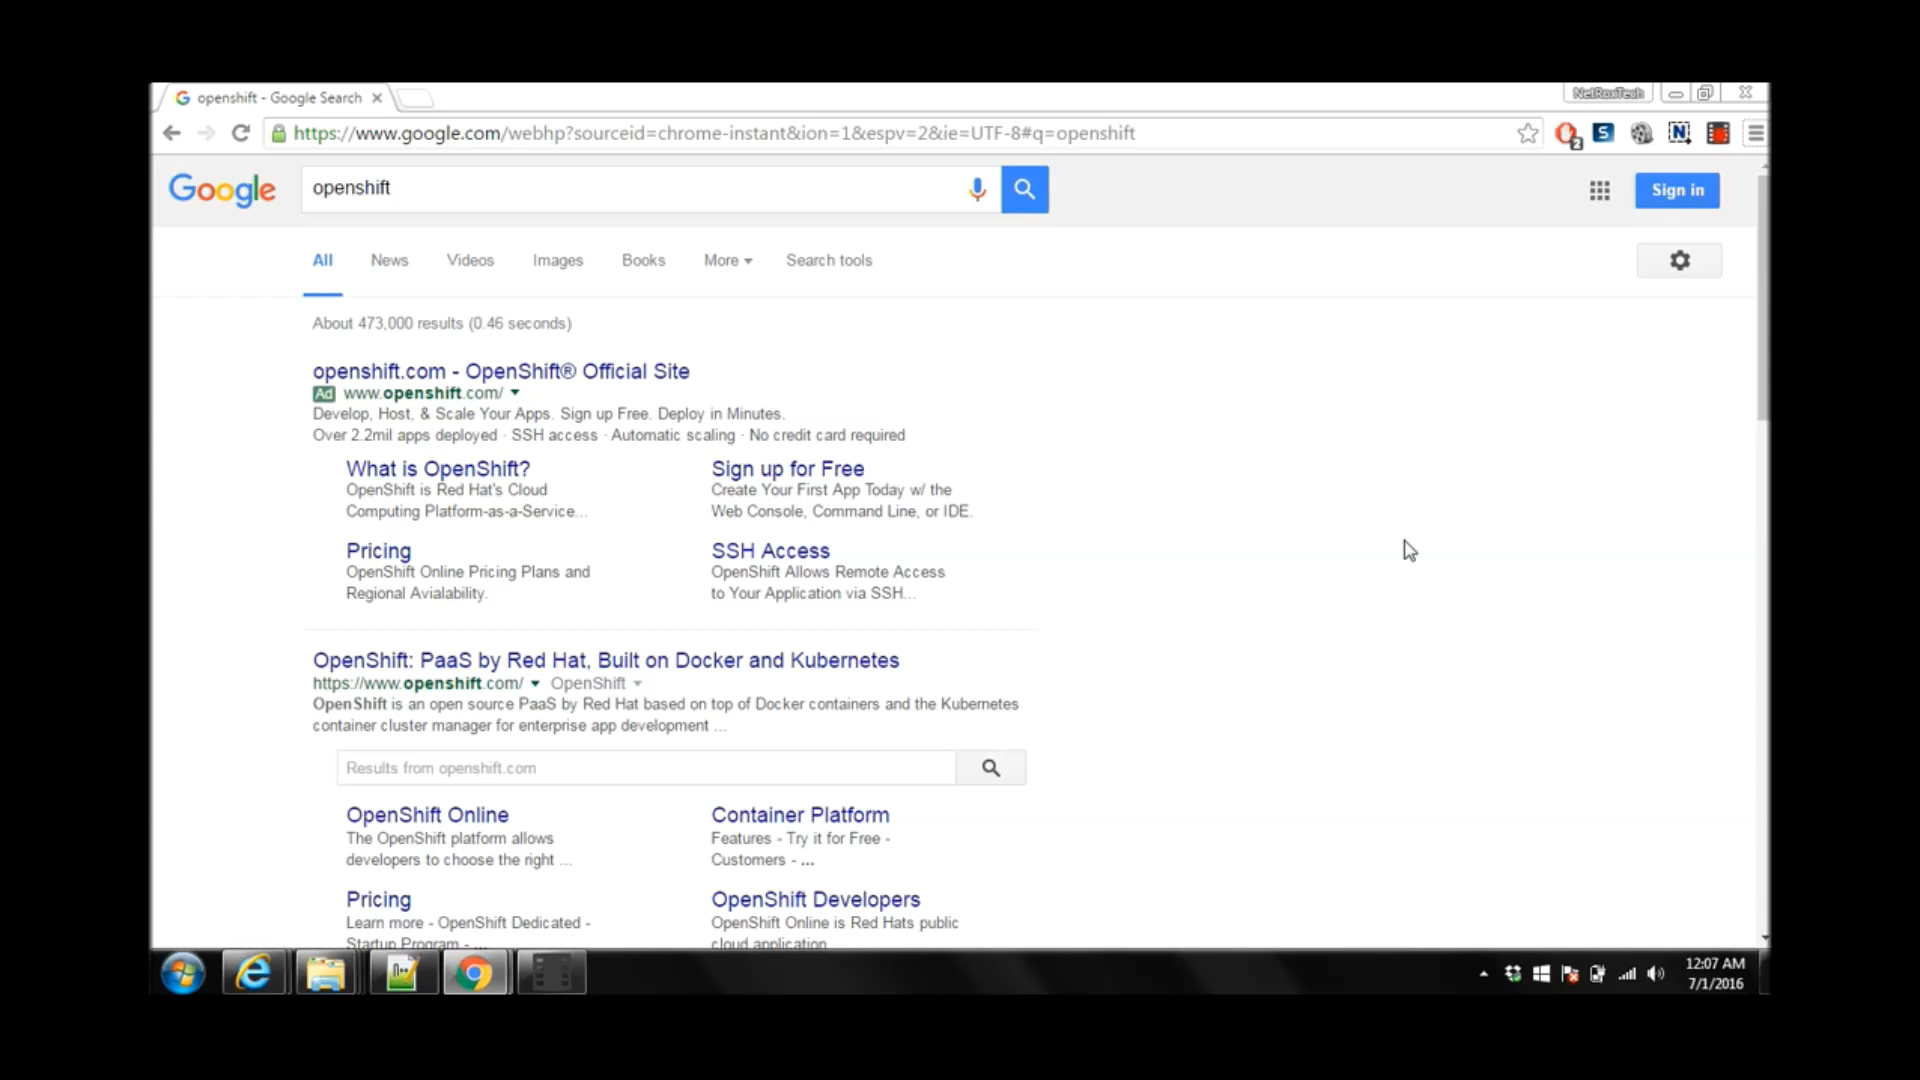 openshift - Google Search
NetRoxTech
https://www.google.com/webhp?sourceid=chrome-instant&ion=1&espv=2&ie=UTF-8#q=openshift
2
S
N
Google
openshift
Sign in
All News Videos Images Books More Search tools
About 473,000 results (0.46 seconds)
openshift.com - OpenShift® Official Site
Ad www.openshift.com/
Develop, Host, & Scale Your Apps. Sign up Free. Deploy in Minutes.
Over 2.2mil apps deployed · SSH access · Automatic scaling · No credit card required
What is OpenShift?
OpenShift is Red Hat's Cloud
Computing Platform-as-a-Service...
Sign up for Free
Create Your First App Today w/ the
Web Console, Command Line, or IDE.
Pricing
OpenShift Online Pricing Plans and
Regional Avialability.
SSH Access
OpenShift Allows Remote Access
to Your Application via SSH...
OpenShift: PaaS by Red Hat, Built on Docker and Kubernetes
https://www.openshift.com/ OpenShift
OpenShift is an open source PaaS by Red Hat based on top of Docker containers and the Kubernetes
container cluster manager for enterprise app development ...
Results from openshift.com
OpenShift Online
The OpenShift platform allows
developers to choose the right ...
Container Platform
Features - Try it for Free -
Customers - ...
Pricing
Learn more - OpenShift Dedicated -
Startup Program - ...
OpenShift Developers
OpenShift Online is Red Hats public
cloud application
12:07 AM
7/1/2016